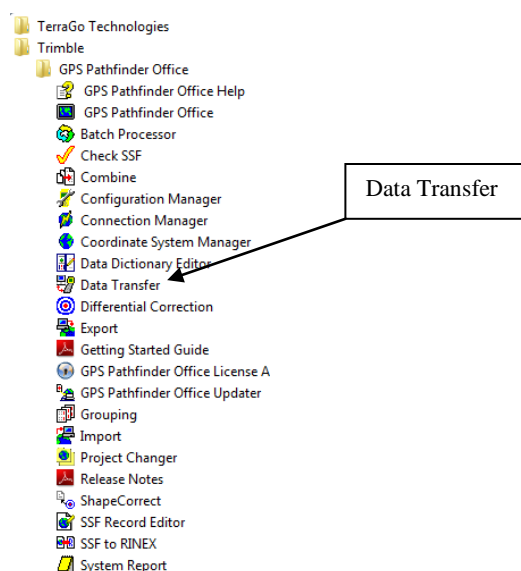 TerraGo Technologies
Trimble
GPS Pathfinder Office
GPS Pathfinder Office Help
GPS Pathfinder Office
Batch Processor
Check SSF
Combine
Configuration Manager
Connection Manager
Coordinate System Manager
Data Dictionary Editor
Data Transfer
Differential Correction
Export
Getting Started Guide
GPS Pathfinder Office License A
GPS Pathfinder Office Updater
Grouping
Import
Project Changer
Release Notes
ShapeCorrect
SSF Record Editor
SSF to RINEX
System Report
Data Transfer